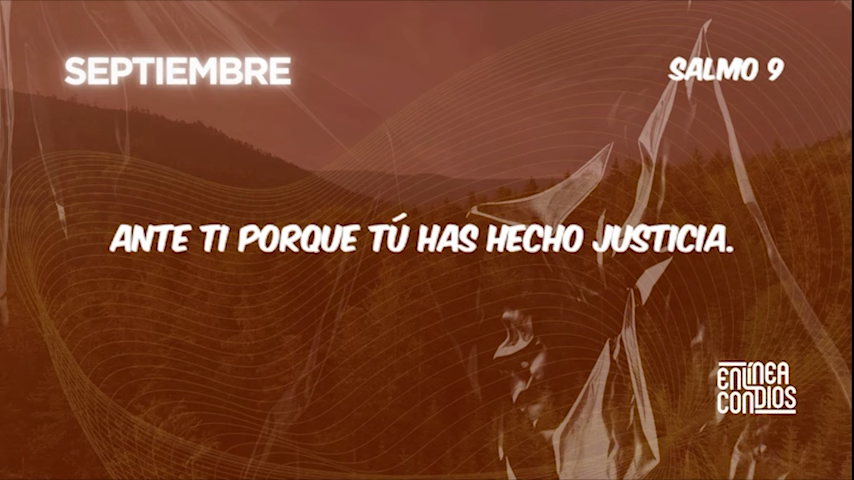 SEPTIEMBRE
SALMO 9
ANTE TI PORQUE TÚ HAS HECHO JUSTICIA.
ENLÍNEA
CONDIOS